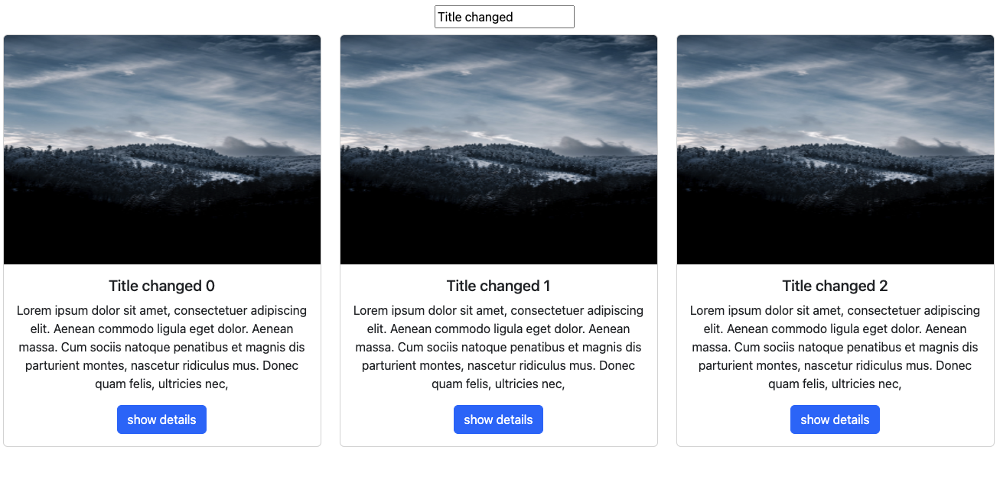 Title changed
Title changed 0
Lorem ipsum dolor sit amet, consectetuer adipiscing
elit. Aenean commodo ligula eget dolor. Aenean
massa. Cum sociis natoque penatibus et magnis dis
parturient montes, nascetur ridiculus mus. Donec
quam felis, ultricies nec,
show details
Title changed 1
Lorem ipsum dolor sit amet, consectetuer adipiscing
elit. Aenean commodo ligula eget dolor. Aenean
massa. Cum sociis natoque penatibus et magnis dis
parturient montes, nascetur ridiculus mus. Donec
quam felis, ultricies nec,
show details
Title changed 2
Lorem ipsum dolor sit amet, consectetuer adipiscing
elit. Aenean commodo ligula eget dolor. Aenean
massa. Cum sociis natoque penatibus et magnis dis
parturient montes, nascetur ridiculus mus. Donec
quam felis, ultricies nec,
show details